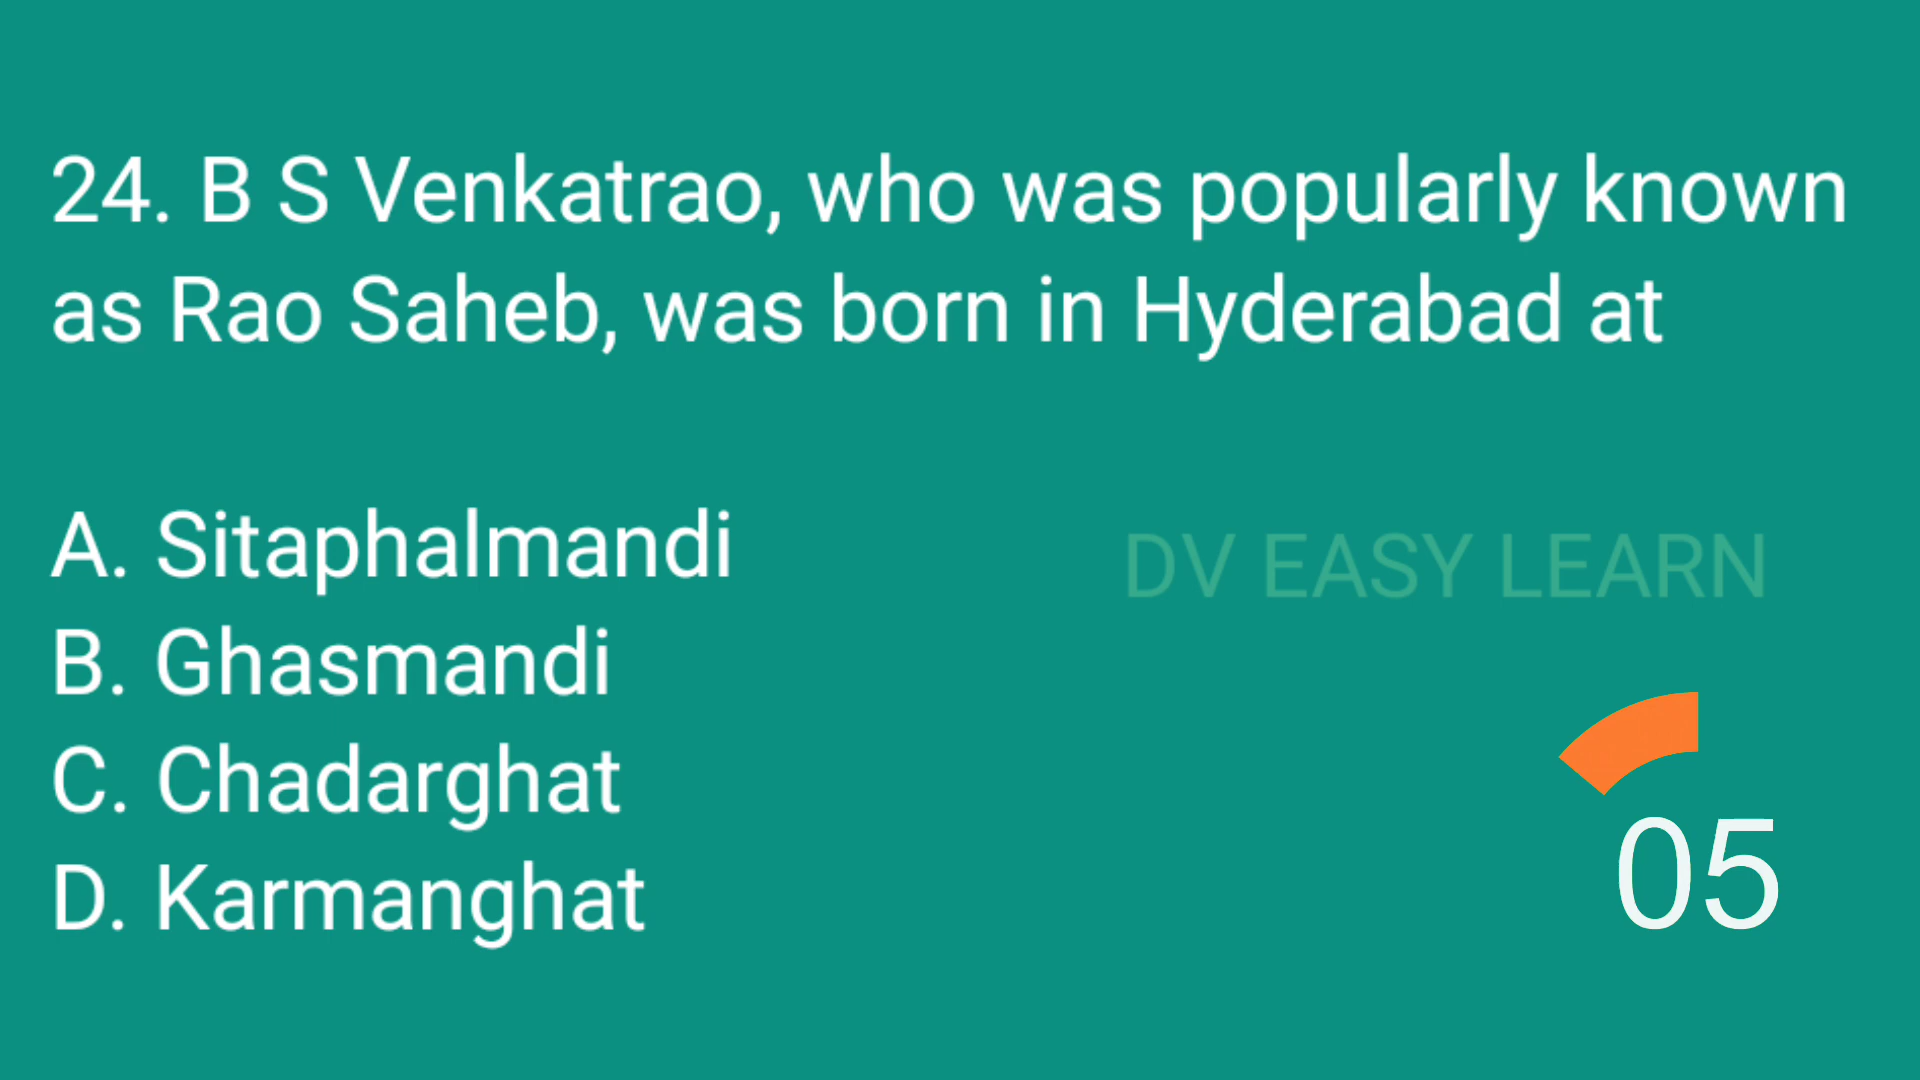 24. B S Venkatrao, who was popularly known
as Rao Saheb, was born in Hyderabad at
A. Sitaphalmandi
DV EASY LEARN
B. Ghasmandi
C. Chadarghat
D. Karmanghat
05